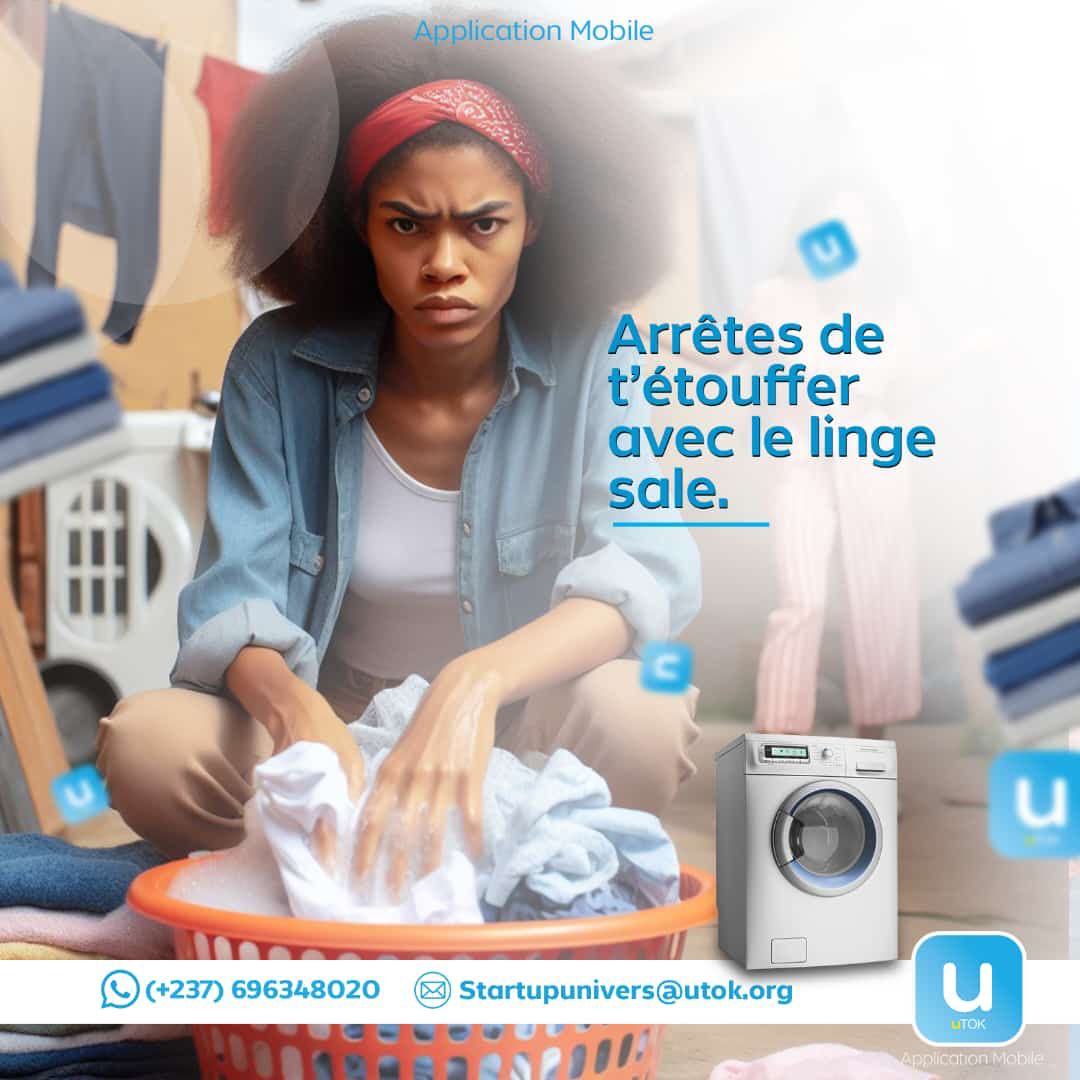 Application Mobile
u
Arrêtes de
t’étouffer
avec le linge
sale.
c
u
u
(+237) 696348020
Startupunivers@utok.org
u
uTOK
Application Mobile